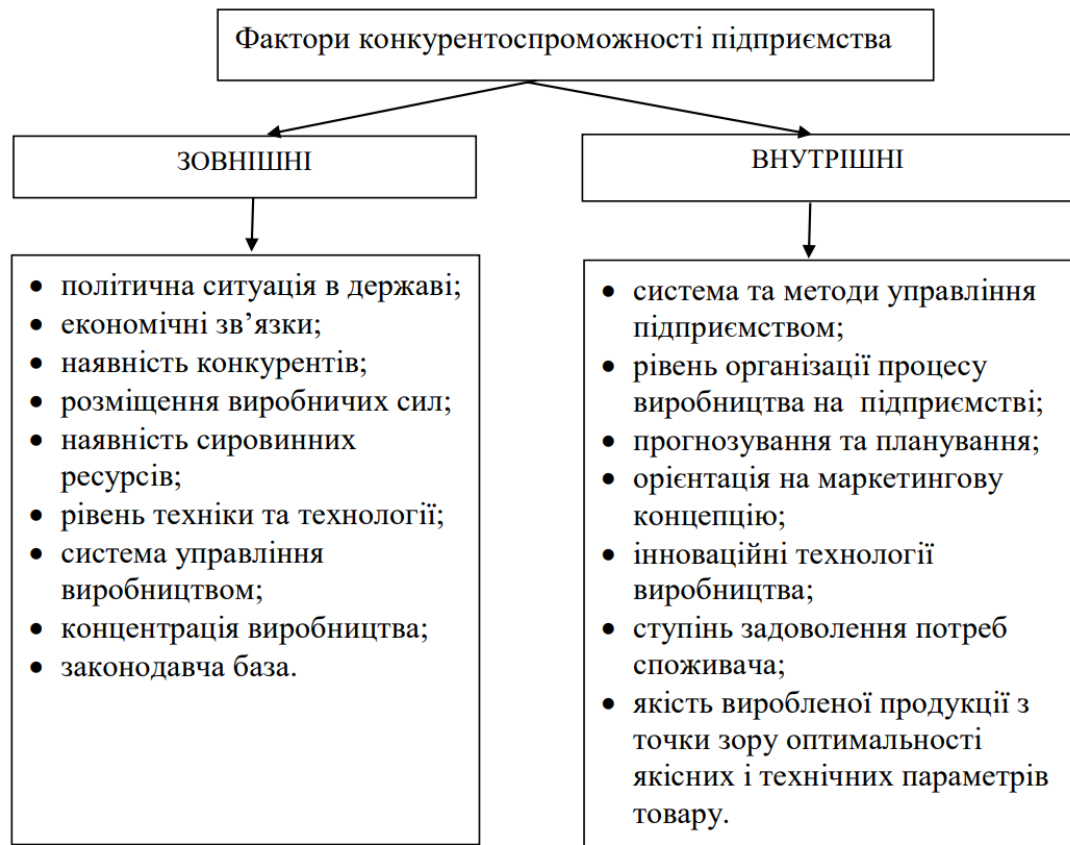 Фактори конкурентоспроможності підприємства
ЗОВНІШНІ
ВНУТРІШНІ
• політична ситуація в державі;
• економічні зв’язки;
• наявність конкурентів;
• розміщення виробничих сил;
• наявність сировинних
ресурсів;
• рівень техніки та технології;
• система управління
виробництвом;
• концентрація виробництва;
• законодавча база.
• система та методи управління
підприємством;
• рівень організації процесу
виробництва на підприємстві;
• прогнозування та планування;
• орієнтація на маркетингову
концепцію;
• інноваційні технології
виробництва;
• ступінь задоволення потреб
споживача;
• якість виробленої продукції з
точки зору оптимальності
якісних і технічних параметрів
товару.